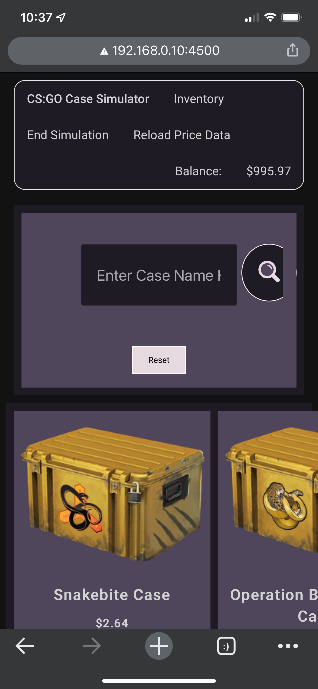 10:37
192.168.0.10:4500
CS:GO Case Simulator Inventory
End Simulation Reload Price Data
Balance: $995.97
Enter Case Name
Reset
Snakebite Case
Operation B
Ca
$2.64
:)